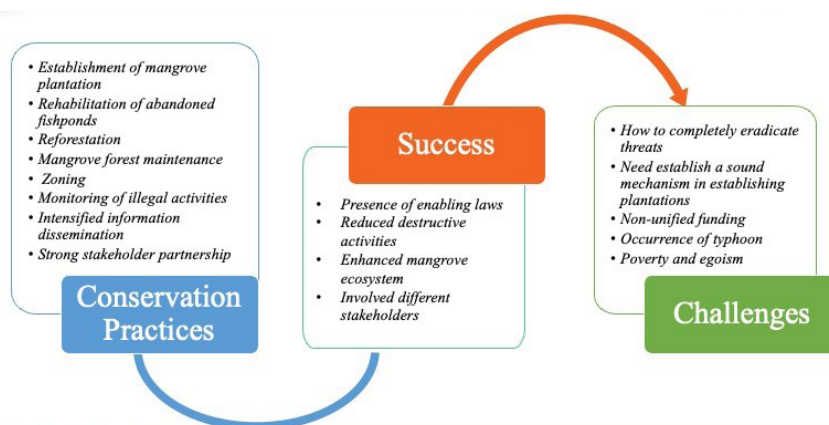 • Establishment of mangrove
plantation
• Rehabilitation of abandoned
fishponds
• Reforestation
• Mangrove forest maintenance
• Zoning
• Monitoring of illegal activities
• Intensified information
dissemination
• Strong stakeholder partnership
Conservation
Practices
Success
• Presence of enabling laws
• Reduced destructive
activities
• Enhanced mangrove
ecosystem
• Involved different
stakeholders
• How to completely eradicate
threats
• Need establish a sound
mechanism in establishing
plantations
• Non-unified funding
• Occurrence of typhoon
• Poverty and egoism
Challenges